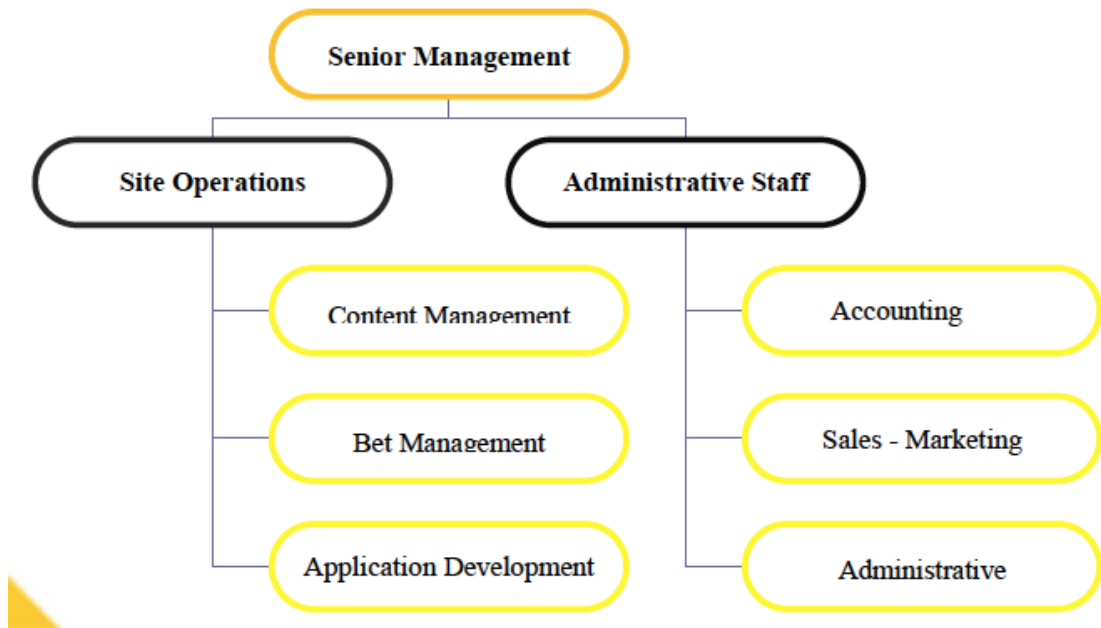 Senior Management
Site Operations
Administrative Staff
Content Management
Accounting
Bet Management
Sales - Marketing
Application Development
Administrative